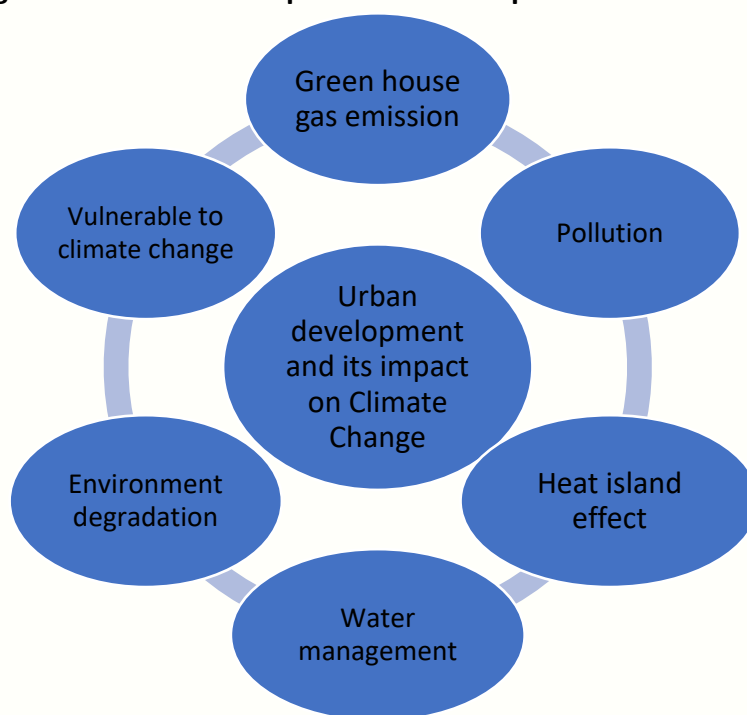 Green house
gas emission
Pollution
Heat island
effect
Water
management
Environment
degradation
Vulnerable to
climate change
Urban
development
and its impact
on Climate
Change